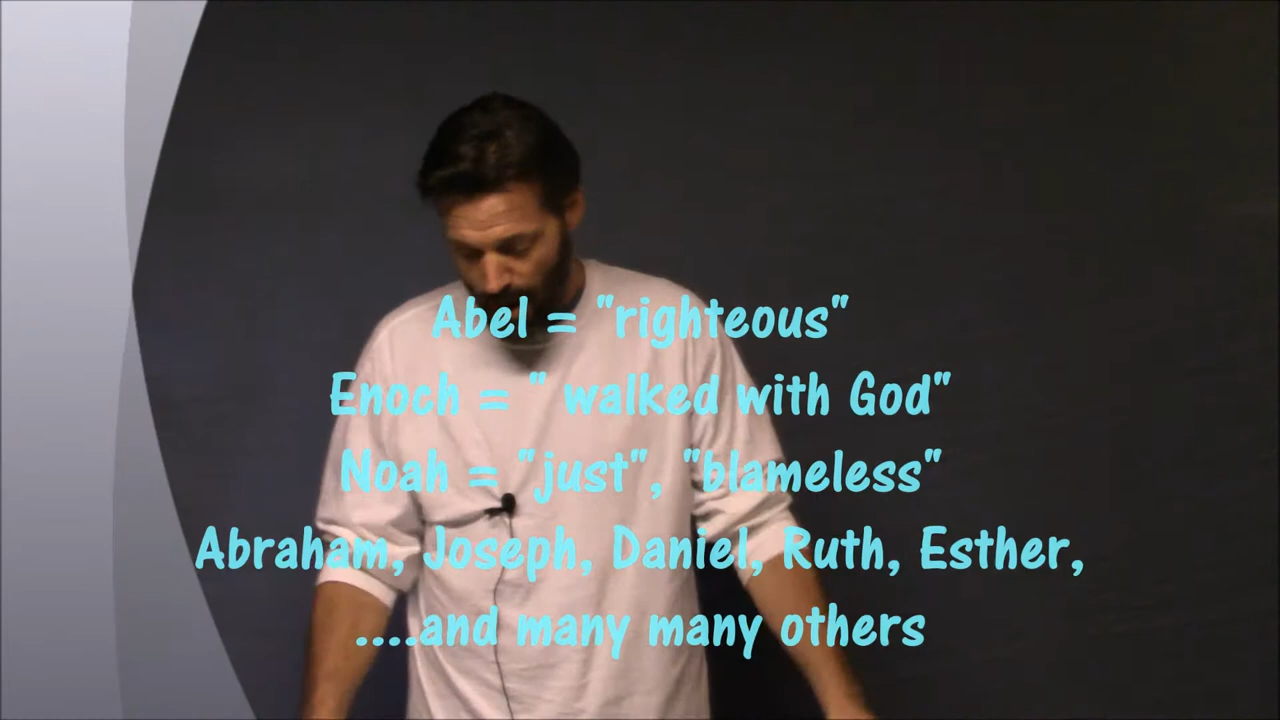 Abel = "righteous"
Enoch = " walked with God"
Noah = "just", "blameless"
Abraham, Joseph, Daniel, Ruth, Esther,
....and many many others